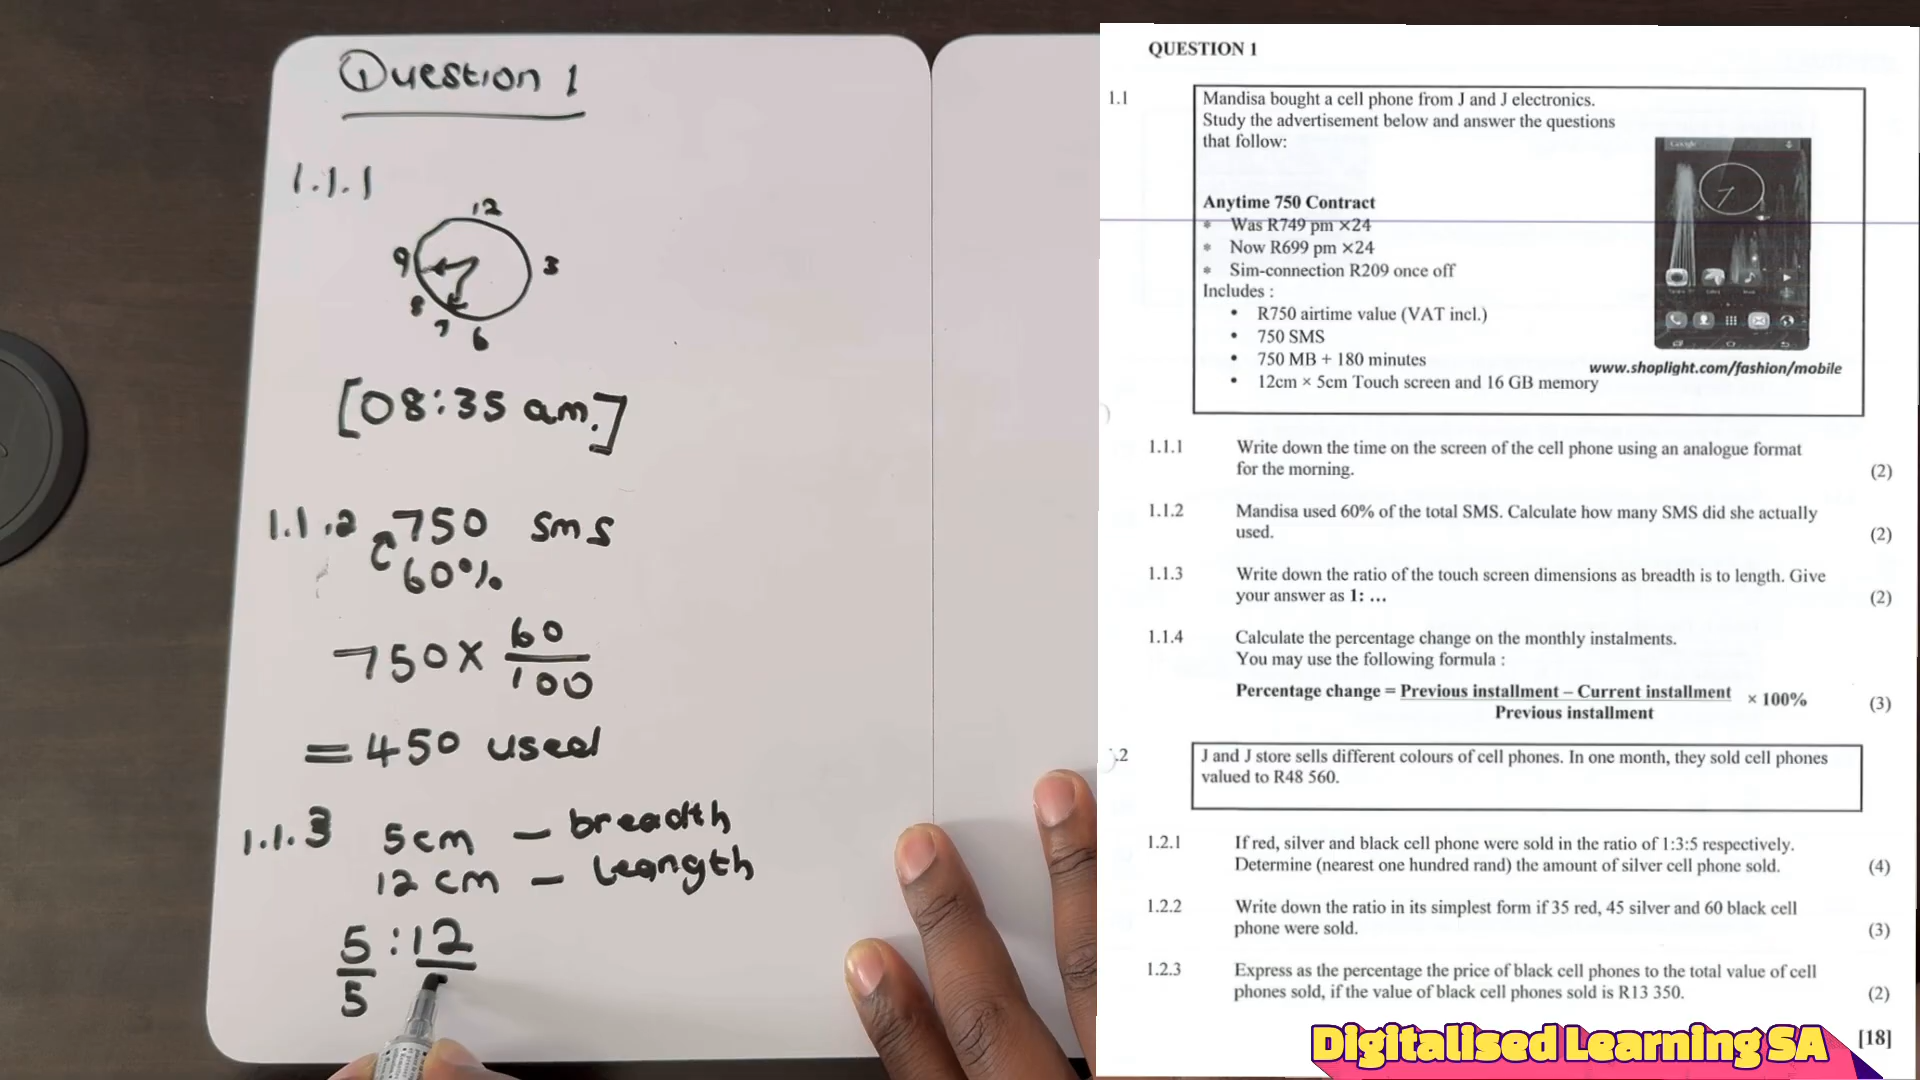 Question 1
1.1.1
12
9
3
8
7
6
[08:35 am.]
1.1.2 750 sms
60%
750 × 60
100
= 450 used
1.1.3 5cm — breadth
12 cm — leangth
5 : 12
5
QUESTION 1
1.1 Mandisa bought a cell phone from J and J electronics.
Study the advertisement below and answer the questions
that follow:
Google
Anytime 750 Contract
* Was R749 pm ×24
* Now R699 pm ×24
* Sim-connection R209 once off
Includes :
• R750 airtime value (VAT incl.)
• 750 SMS
• 750 MB + 180 minutes
www.shoplight.com/fashion/mobile
• 12cm × 5cm Touch screen and 16 GB memory
1.1.1 Write down the time on the screen of the cell phone using an analogue format
for the morning. (2)
1.1.2 Mandisa used 60% of the total SMS. Calculate how many SMS did she actually
used. (2)
1.1.3 Write down the ratio of the touch screen dimensions as breadth is to length. Give
your answer as 1: ... (2)
1.1.4 Calculate the percentage change on the monthly instalments.
You may use the following formula :
Percentage change = Previous installment – Current installment × 100% (3)
Previous installment
.2 J and J store sells different colours of cell phones. In one month, they sold cell phones
valued to R48 560.
1.2.1 If red, silver and black cell phone were sold in the ratio of 1:3:5 respectively.
Determine (nearest one hundred rand) the amount of silver cell phone sold. (4)
1.2.2 Write down the ratio in its simplest form if 35 red, 45 silver and 60 black cell
phone were sold. (3)
1.2.3 Express as the percentage the price of black cell phones to the total value of cell
phones sold, if the value of black cell phones sold is R13 350. (2)
[18]
Digitalised Learning SA